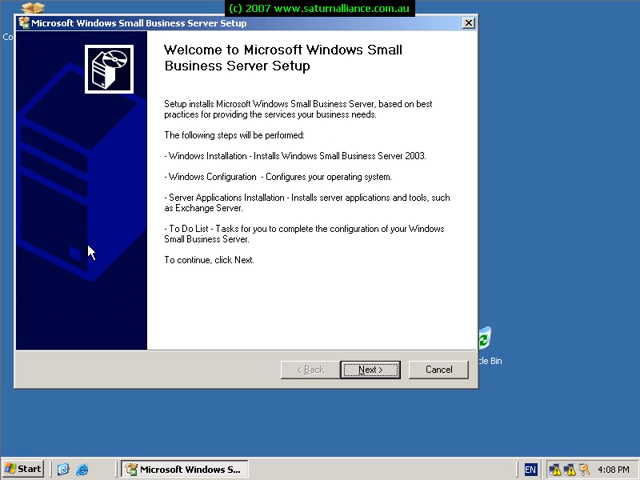 (c) 2007 www.saturnalliance.com.au
Co
Microsoft Windows Small Business Server Setup
Welcome to Microsoft Windows Small
Business Server Setup
Setup installs Microsoft Windows Small Business Server, based on best
practices for providing the services your business needs.
The following steps will be performed:
- Windows Installation - Installs Windows Small Business Server 2003.
- Windows Configuration  - Configures your operating system.
- Server Applications Installation - Installs server applications and tools, such
as Exchange Server.
- To Do List - Tasks for you to complete the configuration of your Windows
Small Business Server.
To continue, click Next.
cle Bin
< Back
Next >
Cancel
Start
Microsoft Windows S...
EN
4:08 PM